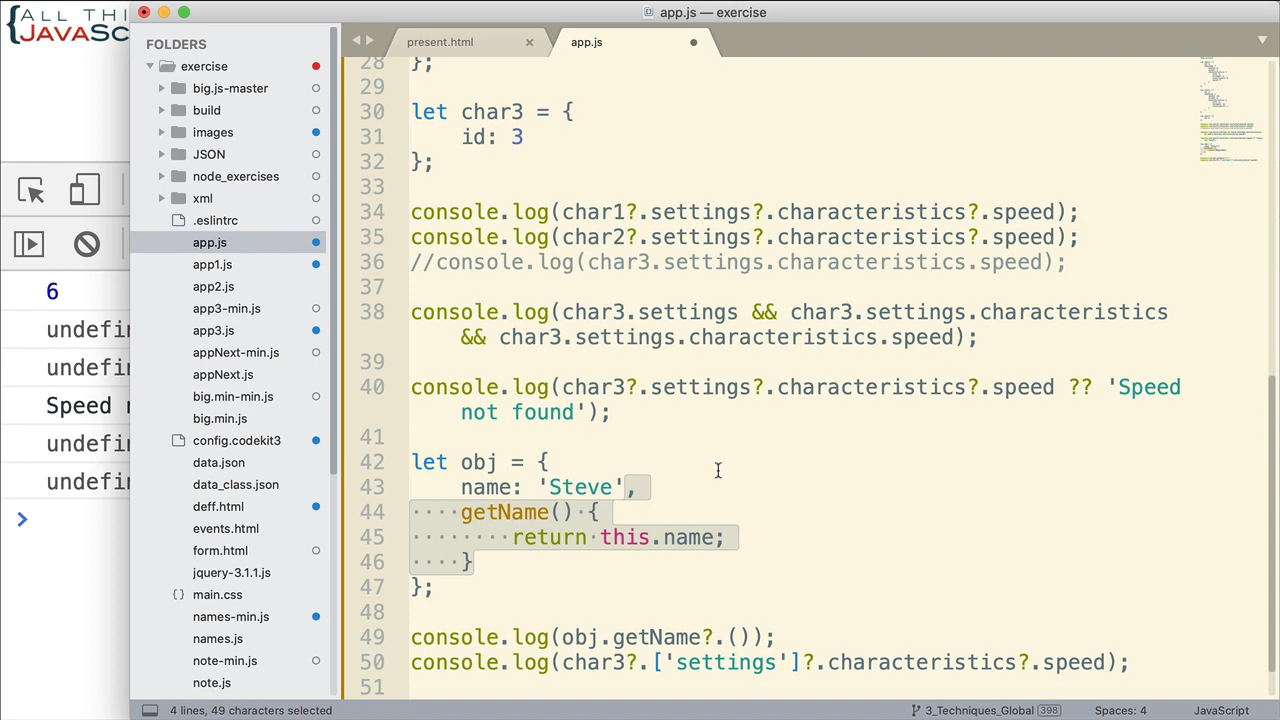 ALL THI
{JAVASC
app.js — exercise
FOLDERS
exercise
big.js-master
build
images
JSON
node_exercises
xml
.eslintrc
app.js
app1.js
app2.js
app3-min.js
app3.js
appNext-min.js
appNext.js
big.min-min.js
big.min.js
config.codekit3
data.json
data_class.json
deff.html
events.html
form.html
jquery-3.1.1.js
main.css
names-min.js
names.js
note-min.js
note.js
6
undefin
undefin
Speed n
undefin
undefin
present.html
app.js
28 };
29
30 let char3 = {
31 id: 3
32 };
33
34 console.log(char1?.settings?.characteristics?.speed);
35 console.log(char2?.settings?.characteristics?.speed);
36 //console.log(char3.settings.characteristics.speed);
37
38 console.log(char3.settings && char3.settings.characteristics
&& char3.settings.characteristics.speed);
39
40 console.log(char3?.settings?.characteristics?.speed ?? 'Speed
not found');
41
42 let obj = {
43 name: 'Steve',
44 getName() {
45 return this.name;
46 }
47 };
48
49 console.log(obj.getName?.());
50 console.log(char3?.['settings']?.characteristics?.speed);
51
4 lines, 49 characters selected
3_Techniques_Global 398
Spaces: 4
JavaScript